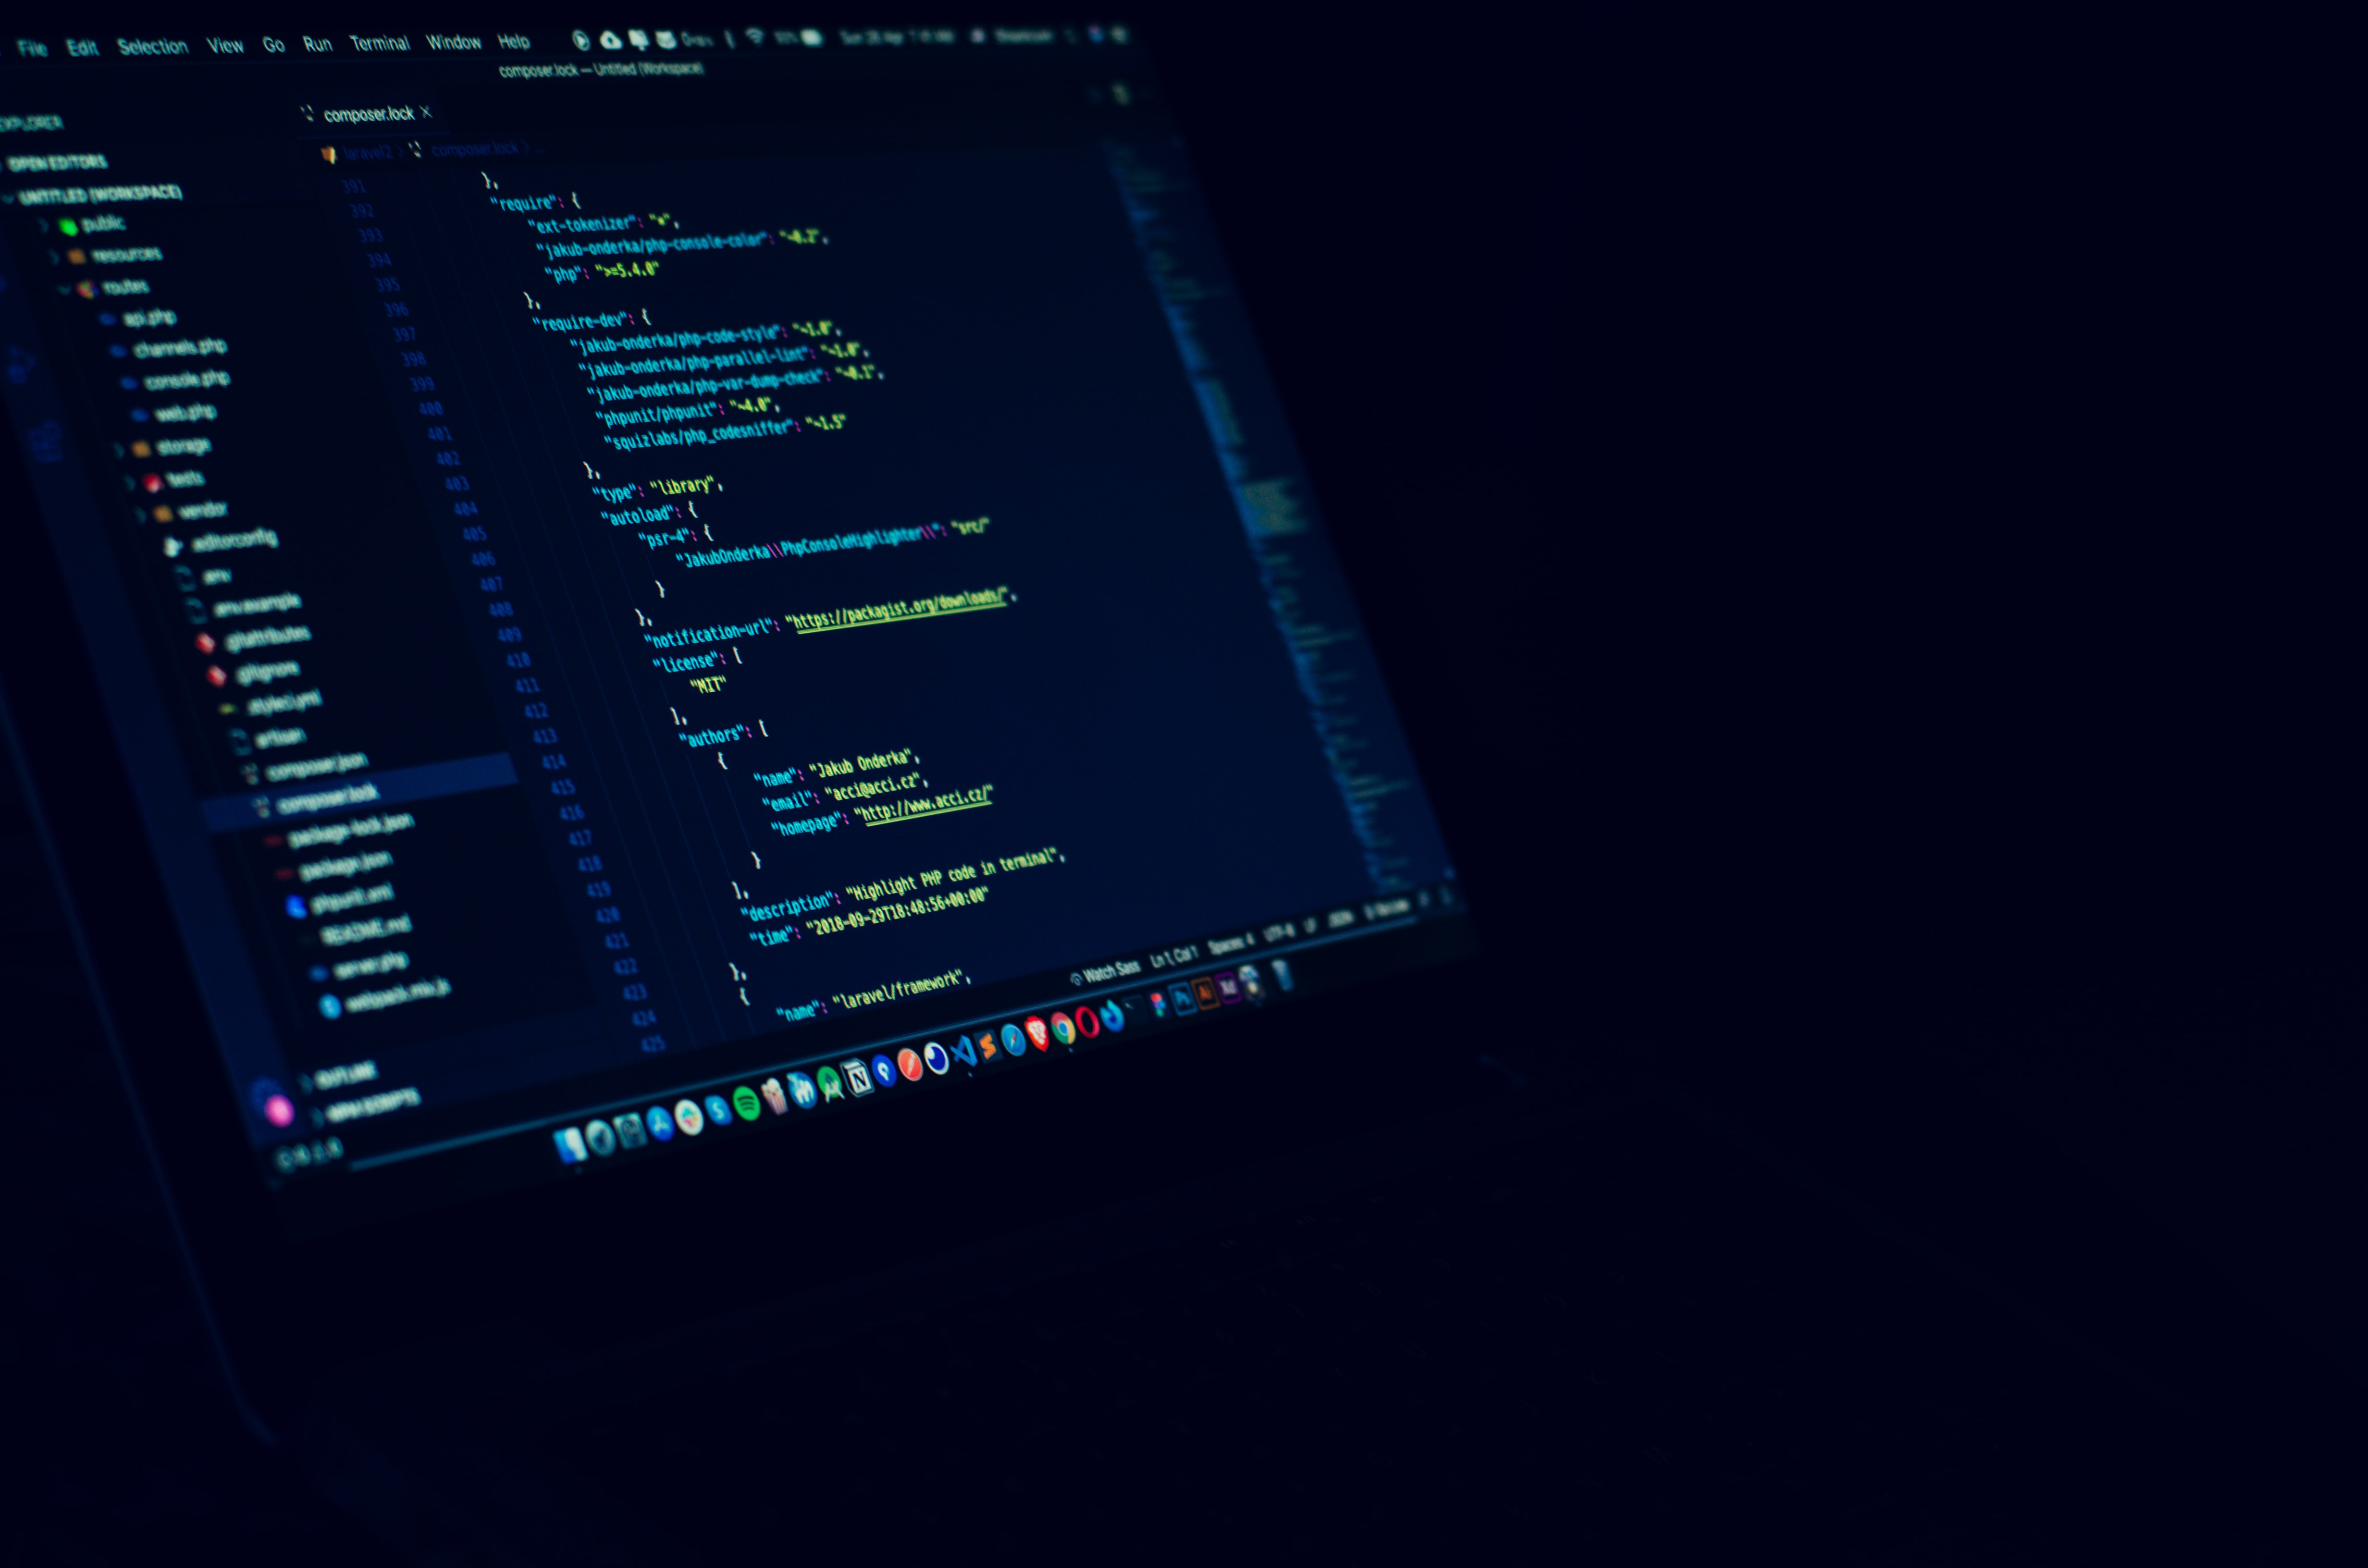 File Edit Selection View Go Run Terminal Window Help
composer.lock — Untitled (Workspace)
EXPLORER
OPEN EDITORS
UNTITLED (WORKSPACE)
public
resources
routes
api.php
channels.php
console.php
web.php
storage
tests
vendor
.editorconfig
.env
.env.example
.gitattributes
.gitignore
.styleci.yml
artisan
composer.json
composer.lock
package-lock.json
package.json
phpunit.xml
README.md
server.php
webpack.mix.js
OUTLINE
NPM SCRIPTS
composer.lock ×
laravel2 › composer.lock › ...
391
392
393
394
395
396
397
398
399
400
401
402
403
404
405
406
407
408
409
410
411
412
413
414
415
416
417
418
419
420
421
422
423
424
425
},
"require": {
"ext-tokenizer": "*",
"jakub-onderka/php-console-color": "~0.2",
"php": ">=5.4.0"
},
"require-dev": {
"jakub-onderka/php-code-style": "~1.0",
"jakub-onderka/php-parallel-lint": "~1.0",
"jakub-onderka/php-var-dump-check": "~0.1",
"phpunit/phpunit": "~4.0",
"squizlabs/php_codesniffer": "~1.5"
},
"type": "library",
"autoload": {
"psr-4": {
"JakubOnderka\\PhpConsoleHighlighter\\": "src/"
}
},
"notification-url": "https://packagist.org/downloads/",
"license": [
"MIT"
],
"authors": [
{
"name": "Jakub Onderka",
"email": "acci@acci.cz",
"homepage": "http://www.acci.cz/"
}
],
"description": "Highlight PHP code in terminal",
"time": "2018-09-29T18:48:56+00:00"
},
{
"name": "laravel/framework",
Watch Sass Ln 1, Col 1 Spaces: 4 UTF-8 LF JSON
N
S
Ps Ai Xd